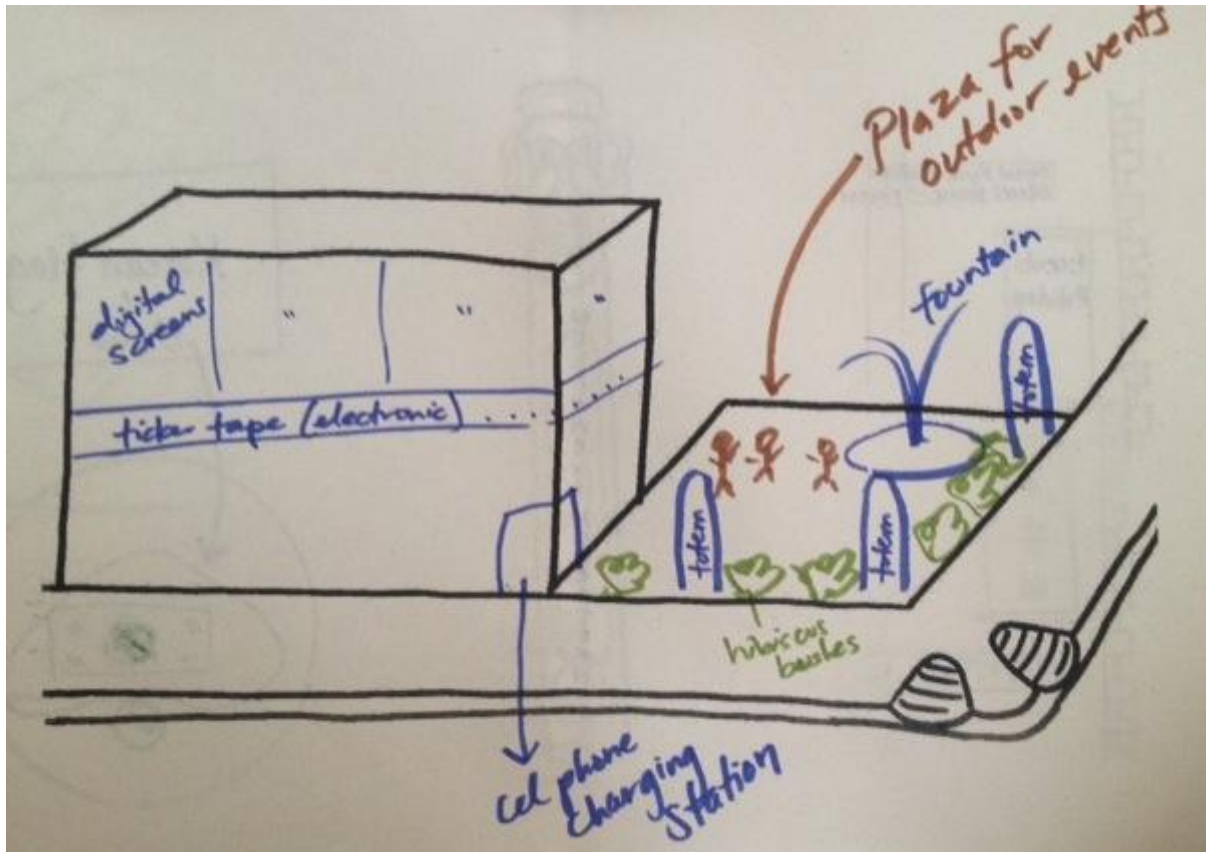 Plaza for
outdoor events
fountain
digital
screens
"
"
"
ticker tape (electronic) ........
totem
totem
totem
hibiscus
bushes
cel phone
charging
station